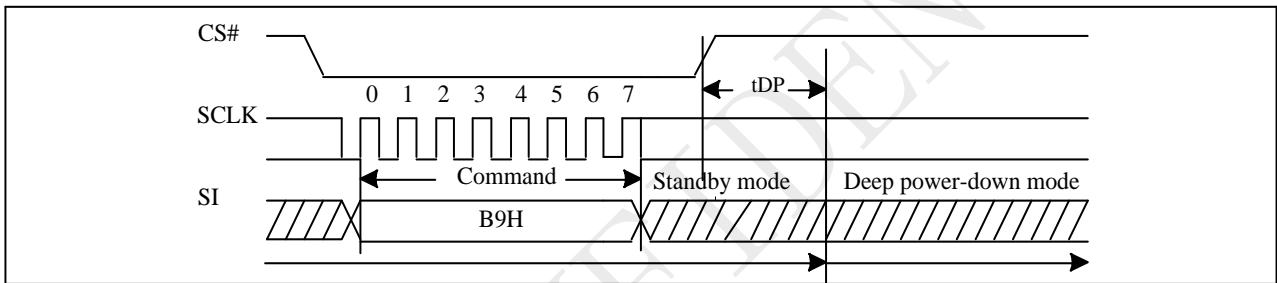 CS#
tDP
0 1 2 3 4 5 6 7
SCLK
Command
Standby mode
Deep power-down mode
SI
B9H